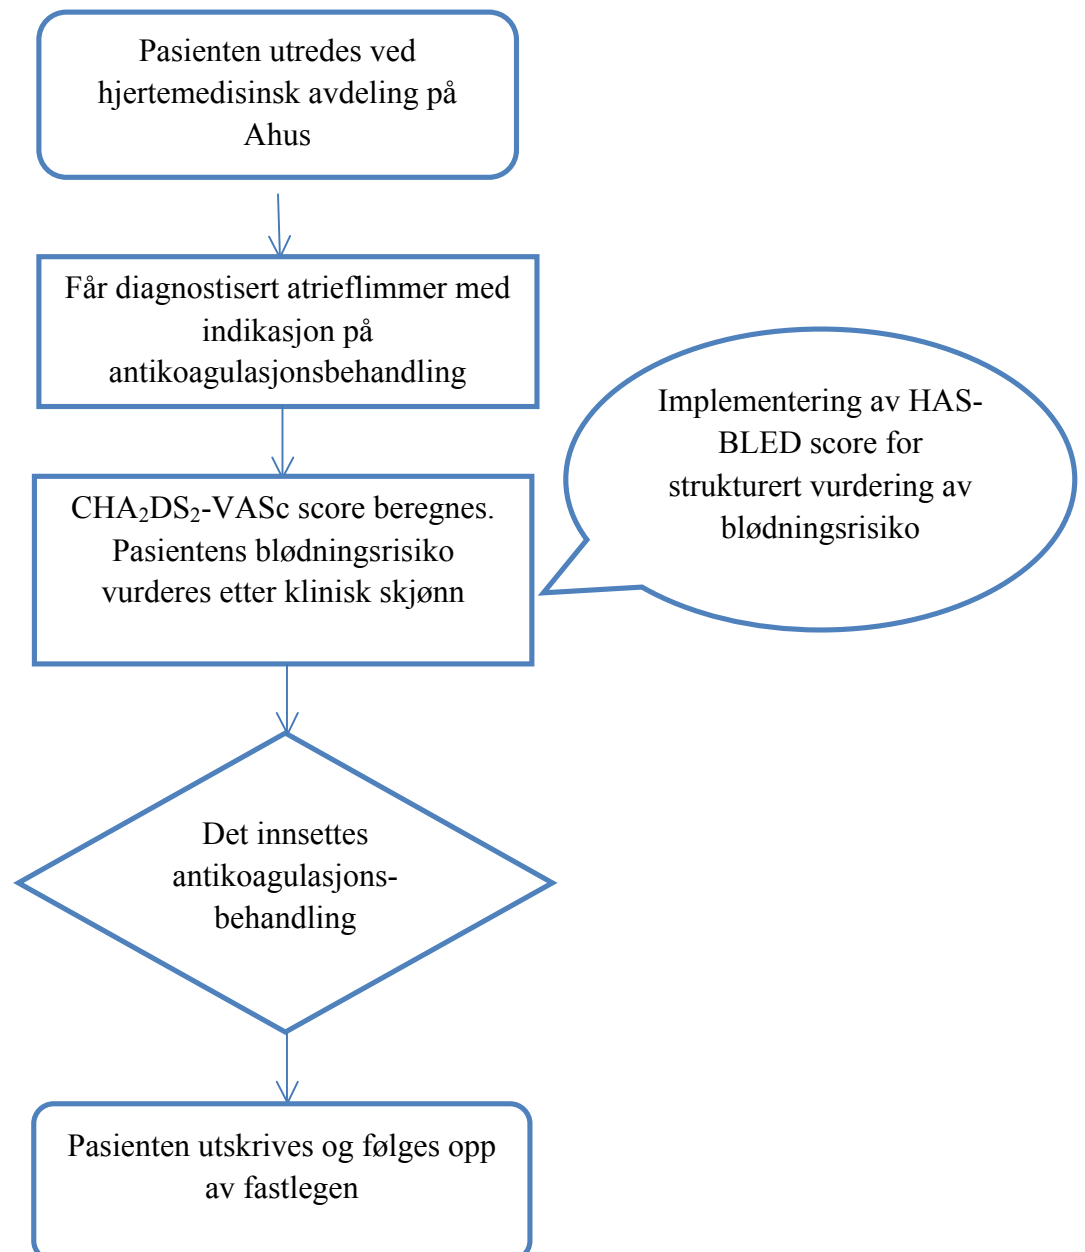 Pasienten utredes ved
hjertemedisinsk avdeling på
Ahus
Får diagnostisert atrieflimmer med
indikasjon på
antikoagulasjonsbehandling
Implementering av HAS-
BLED score for
strukturert vurdering av
blødningsrisiko
CHA₂DS₂-VASc score beregnes.
Pasientens blødningsrisiko
vurderes etter klinisk skjønn
Det innsettes
antikoagulasjons-
behandling
Pasienten utskrives og følges opp
av fastlegen